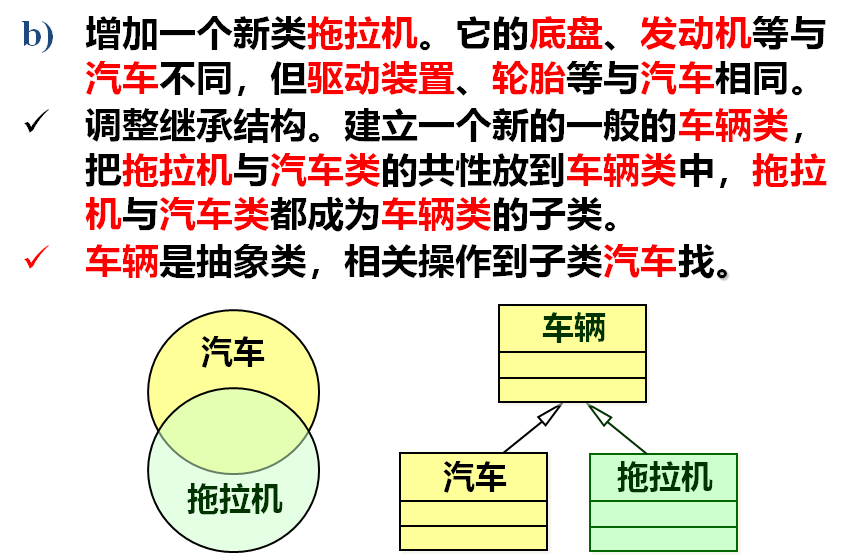 b) 增加一个新类拖拉机。它的底盘、发动机等与
汽车不同，但驱动装置、轮胎等与汽车相同。
✓ 调整继承结构。建立一个新的一般的车辆类，
把拖拉机与汽车类的共性放到车辆类中，拖拉
机与汽车类都成为车辆类的子类。
✓ 车辆是抽象类，相关操作到子类汽车找。
汽车
拖拉机
车辆
汽车
拖拉机